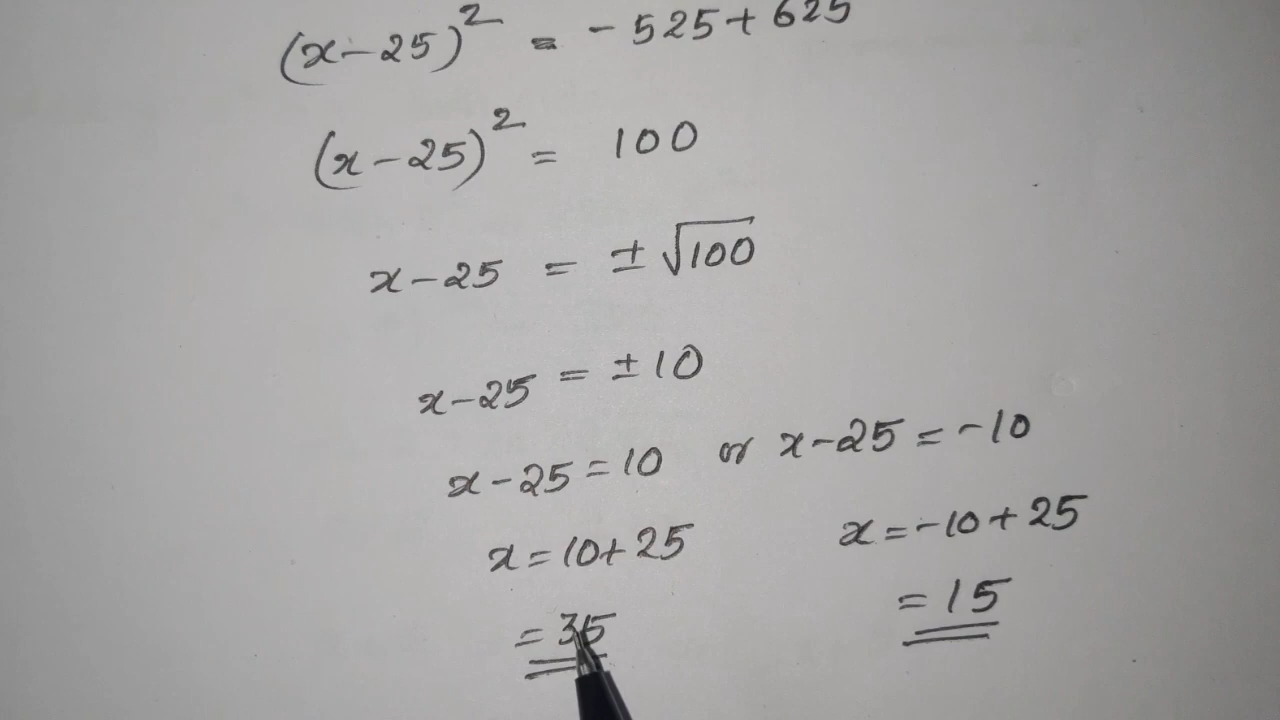 (x-25)² = -525+625
(x-25)² = 100
x-25 = ±√100
x-25 = ±10
x-25=10 or x-25=-10
x=10+25 x=-10+25
=35 =15